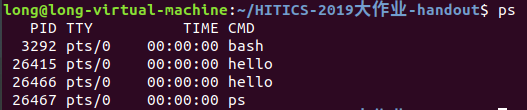 long@long-virtual-machine:~/HITICS-2019大作业-handout$ ps
PID TTY TIME CMD
3292 pts/0 00:00:00 bash
26415 pts/0 00:00:00 hello
26466 pts/0 00:00:00 hello
26467 pts/0 00:00:00 ps